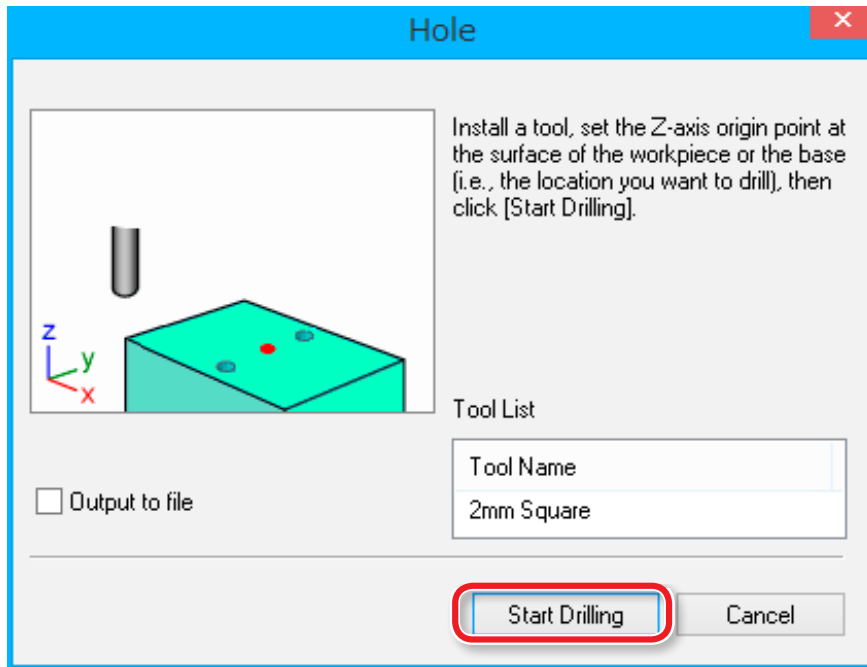 Hole
Install a tool, set the Z-axis origin point at
the surface of the workpiece or the base
(i.e., the location you want to drill), then
click [Start Drilling].
z
y
x
Tool List
Tool Name
2mm Square
Output to file
Start Drilling
Cancel